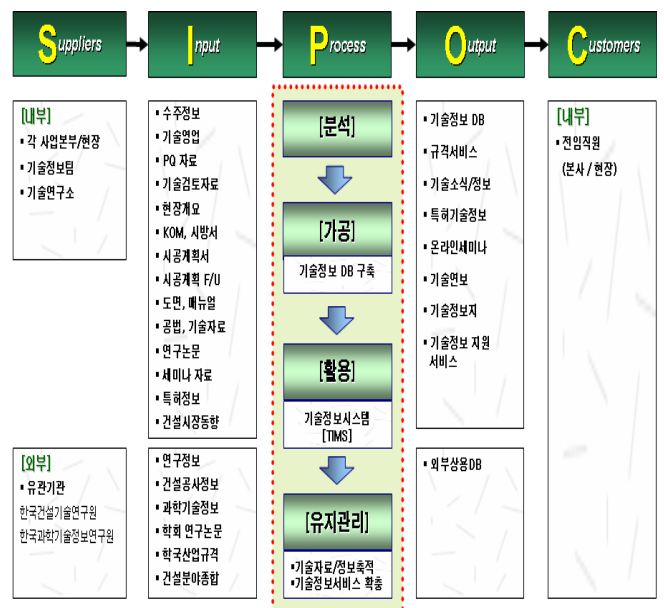 Suppliers
Input
Process
Output
Customers
[내부]
▪ 각 사업본부/현장
▪ 기술정보팀
▪ 기술연구소
▪ 수주정보
▪ 기술영업
▪ PQ 자료
▪ 기술검토자료
▪ 현장개요
▪ KOM, 시방서
▪ 시공계획서
▪ 시공계획 F/U
▪ 도면, 매뉴얼
▪ 공법, 기술자료
▪ 연구논문
▪ 세미나 자료
▪ 특허정보
▪ 건설시장동향
[분석]
[가공]
기술정보 DB 구축
[활용]
기술정보시스템
[TIMS]
[유지관리]
▪기술자료/정보축적
▪기술정보서비스 확충
▪ 기술정보 DB
▪ 규격서비스
▪ 기술소식/정보
▪ 특허기술정보
▪ 온라인세미나
▪ 기술연보
▪ 기술정보지
▪ 기술정보 지원
서비스
[내부]
▪ 전임직원
(본사 / 현장)
[외부]
▪ 유관기관
한국건설기술연구원
한국과학기술정보연구원
▪ 연구정보
▪ 건설공사정보
▪ 과학기술정보
▪ 학회 연구논문
▪ 학국산업규격
▪ 건설분야종합
▪ 외부상용DB